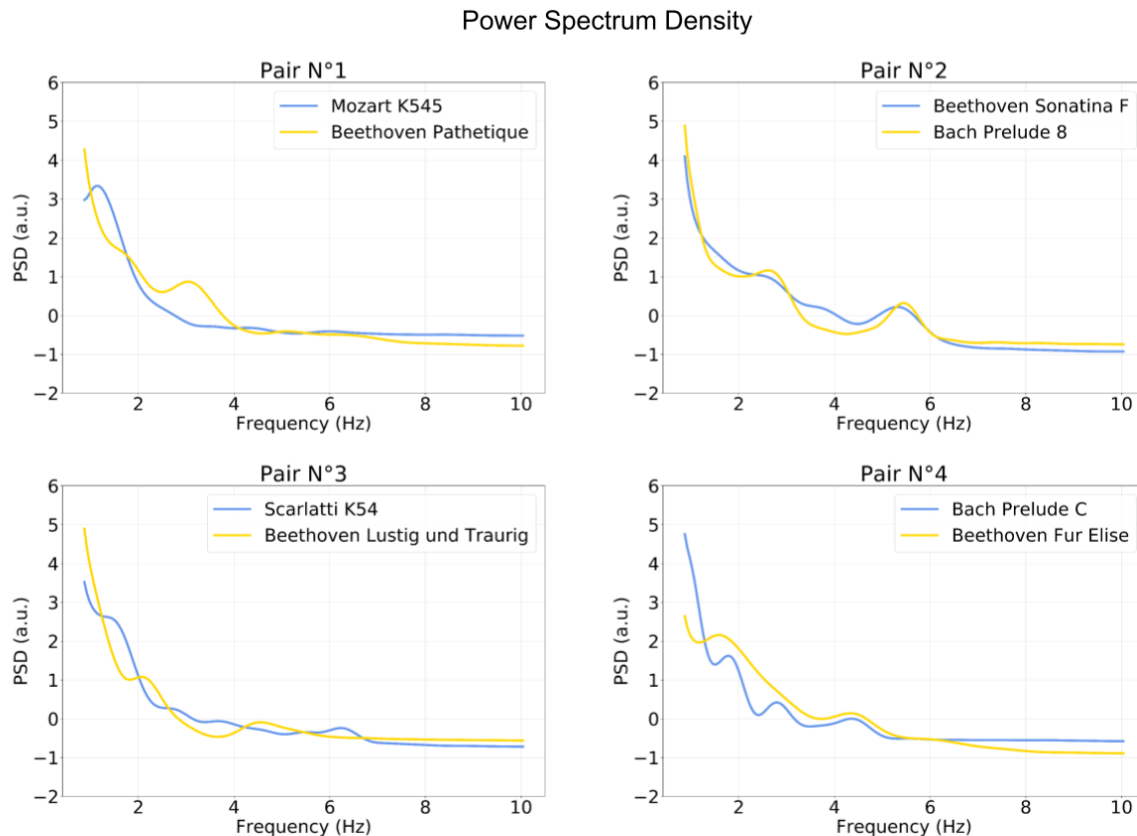 Power Spectrum Density
Pair N°1
Mozart K545
Beethoven Pathetique
PSD (a.u.)
6
5
4
3
2
1
0
−1
−2
2 4 6 8 10
Frequency (Hz)
Pair N°2
Beethoven Sonatina F
Bach Prelude 8
PSD (a.u.)
6
5
4
3
2
1
0
−1
−2
2 4 6 8 10
Frequency (Hz)
Pair N°3
Scarlatti K54
Beethoven Lustig und Traurig
PSD (a.u.)
6
5
4
3
2
1
0
−1
−2
2 4 6 8 10
Frequency (Hz)
Pair N°4
Bach Prelude C
Beethoven Fur Elise
PSD (a.u.)
6
5
4
3
2
1
0
−1
−2
2 4 6 8 10
Frequency (Hz)